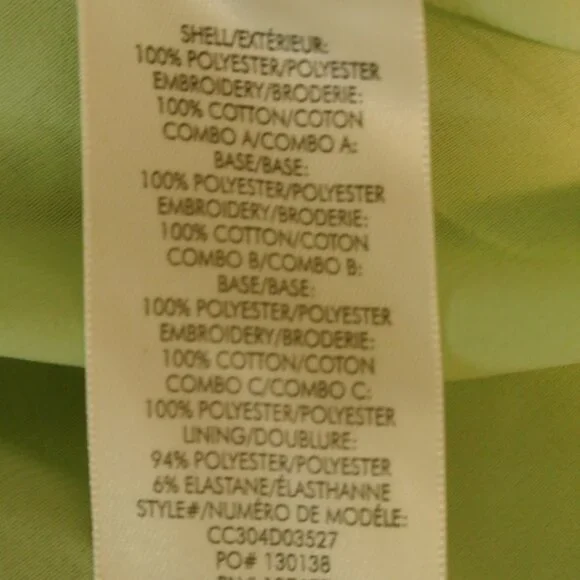 SHELL/EXTÉRIEUR:
100% POLYESTER/POLYESTER
EMBROIDERY/BRODERIE:
100% COTTON/COTON
COMBO A/COMBO A:
BASE/BASE:
100% POLYESTER/POLYESTER
EMBROIDERY/BRODERIE:
100% COTTON/COTON
COMBO B/COMBO B:
BASE/BASE:
100% POLYESTER/POLYESTER
EMBROIDERY/BRODERIE:
100% COTTON/COTON
COMBO C/COMBO C:
100% POLYESTER/POLYESTER
LINING/DOUBLURE:
94% POLYESTER/POLYESTER
6% ELASTANE/ÉLASTHANNE
STYLE#/NUMÉRO DE MODÈLE:
CC304D03527
PO# 130138